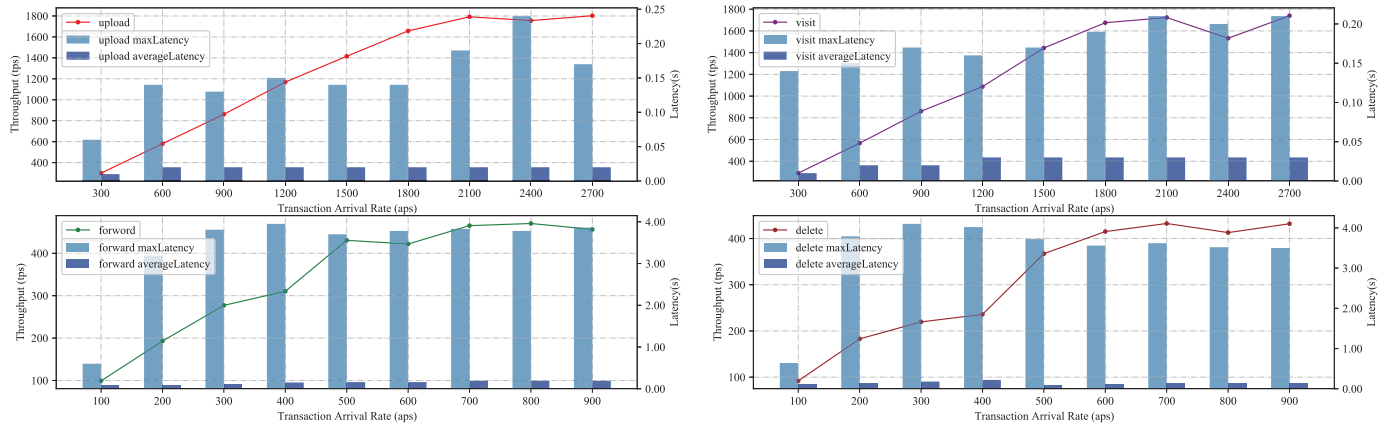 upload
upload maxLatency
upload averageLatency
Throughput (tps)
1800
1600
1400
1200
1000
800
600
400
0.25
0.20
0.15
0.10
0.05
0.00
Latency(s)
300 600 900 1200 1500 1800 2100 2400 2700
Transaction Arrival Rate (aps)
visit
visit maxLatency
visit averageLatency
Throughput (tps)
1800
1600
1400
1200
1000
800
600
400
0.20
0.15
0.10
0.05
0.00
Latency(s)
300 600 900 1200 1500 1800 2100 2400 2700
Transaction Arrival Rate (aps)
forword
forward maxLatency
forward averageLatency
Throughput (tps)
400
300
200
100
4.00
3.00
2.00
1.00
0.00
Latency(s)
100 200 300 400 500 600 700 800 900
Transaction Arrival Rate (aps)
delete
delete maxLatency
delete averageLatency
Throughput (tps)
400
300
200
100
4.00
3.00
2.00
1.00
0.00
Latency(s)
100 200 300 400 500 600 700 800 900
Transaction Arrival Rate (aps)